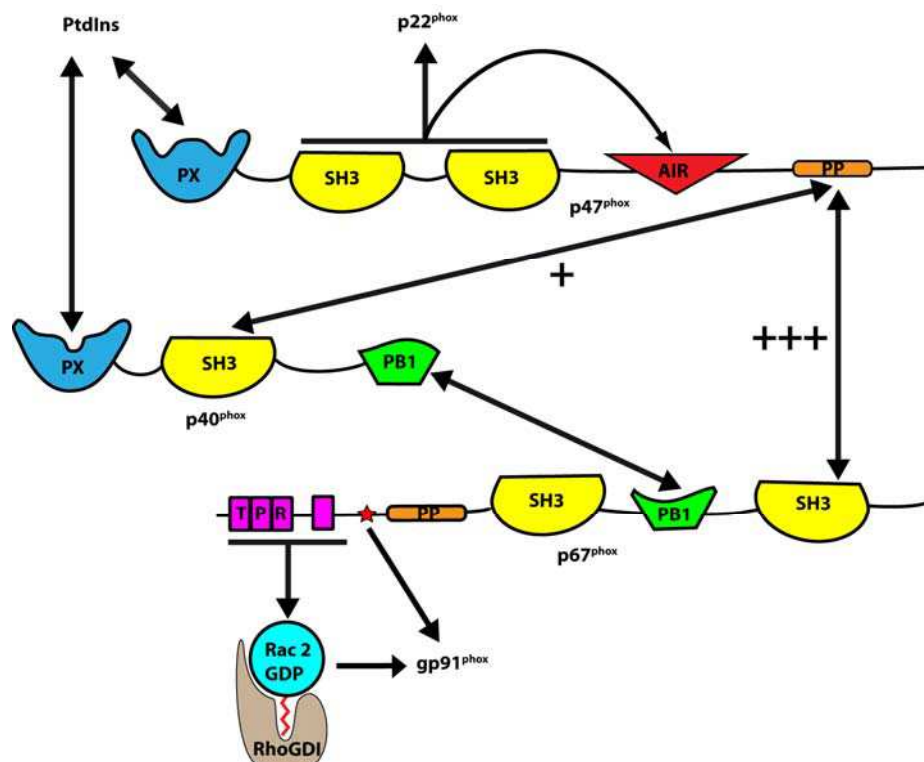 PtdIns
p22phox
PX
SH3
SH3
AIR
PP
p47phox
+
PX
SH3
PB1
+++
p40phox
T P R
PP
SH3
PB1
SH3
p67phox
Rac 2
GDP
gp91phox
RhoGDI